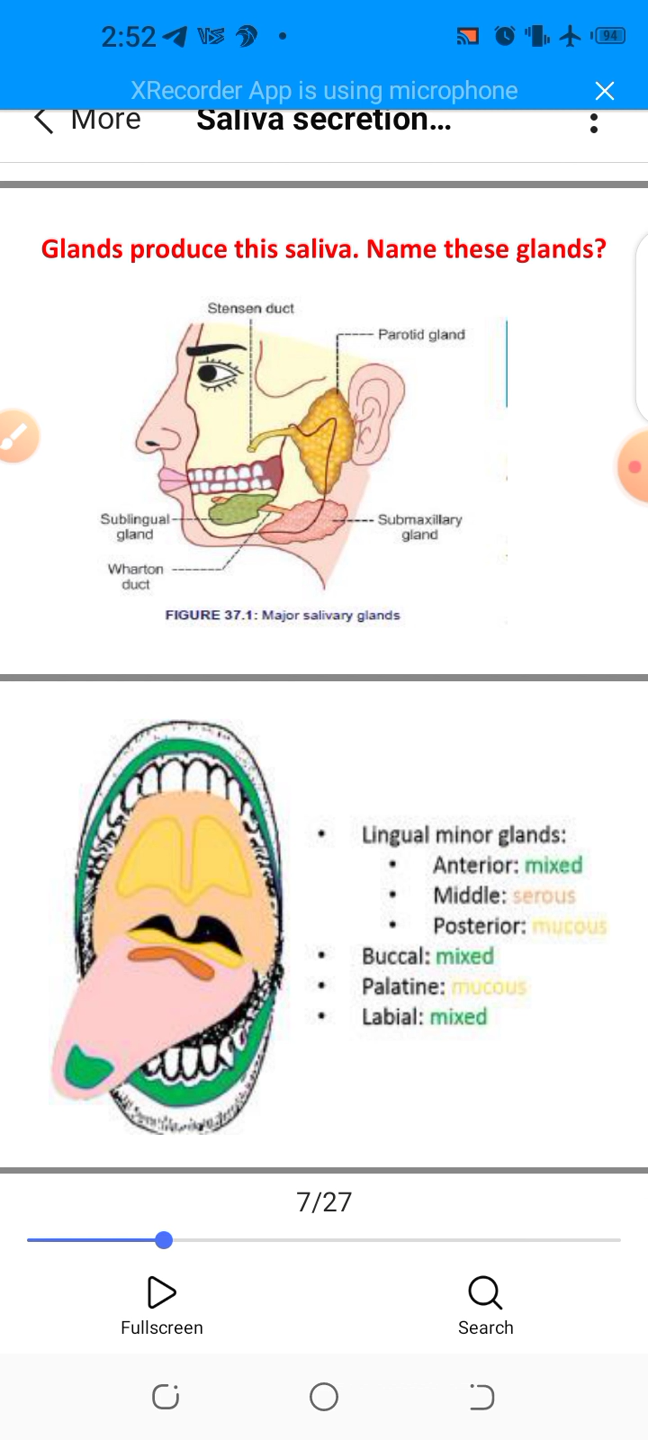 2:52
94
XRecorder App is using microphone
More
Saliva secretion...
Glands produce this saliva. Name these glands?
Stensen duct
Parotid gland
Sublingual
gland
Submaxillary
gland
Wharton
duct
FIGURE 37.1: Major salivary glands
• Lingual minor glands:
• Anterior: mixed
• Middle: serous
• Posterior: mucous
• Buccal: mixed
• Palatine: mucous
• Labial: mixed
7/27
Fullscreen
Search